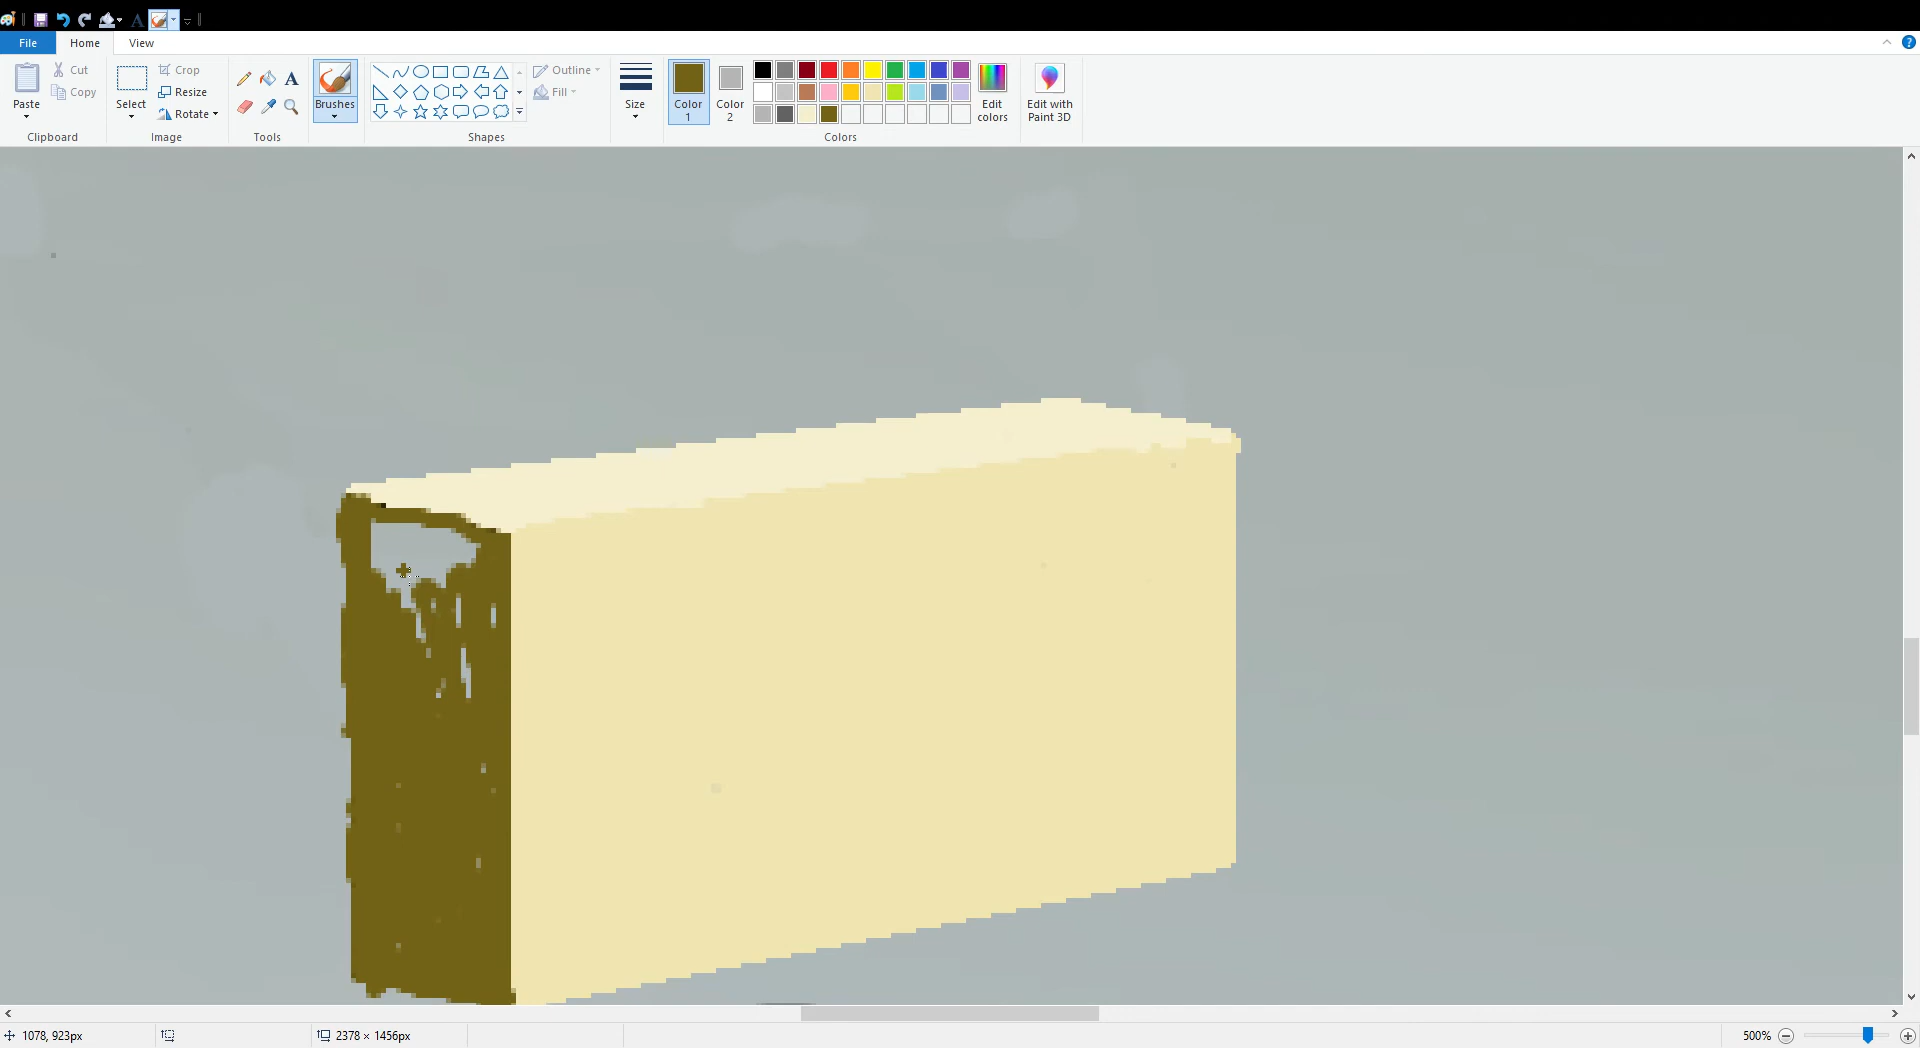 File Home View
Paste Cut Copy
Clipboard
Select Crop Resize Rotate
Image
A
Tools
Brushes
Outline Fill
Shapes
Size
Color 1
Color 2
Edit colors
Colors
Edit with Paint 3D
1078, 923px
2378 × 1456px
500%